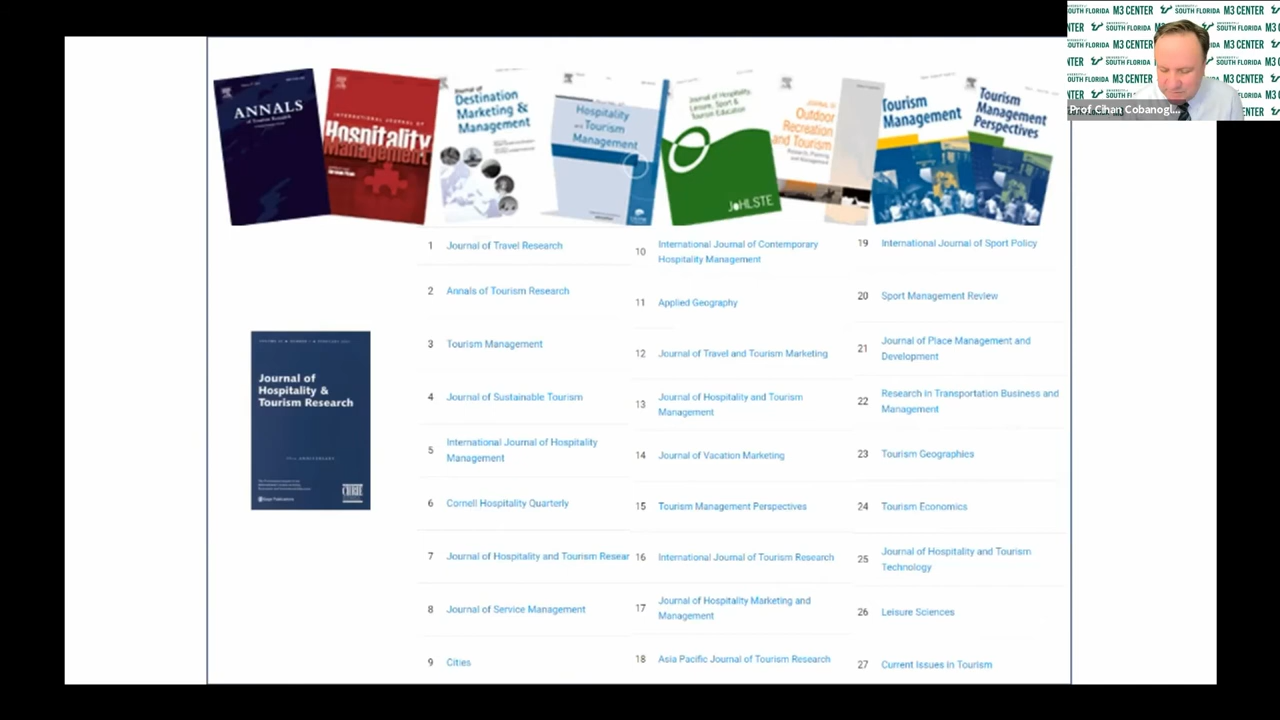 SOUTH FLORIDA M3 CENTER
Prof. Cihan Cobanogl...
ANNALS
INTERNATIONAL JOURNAL OF
Hospitality
Management
Journal of
Destination
Marketing &
Management
Hospitality
Tourism
Management
Journal of Hospitality,
Leisure, Sport &
Tourism Education
JoHLSTE
Outdoor
Recreation
and Tourism
Tourism
Management
Tourism
Management
Perspectives
Journal of
Hospitality &
Tourism Research
1 Journal of Travel Research
2 Annals of Tourism Research
3 Tourism Management
4 Journal of Sustainable Tourism
5 International Journal of Hospitality
Management
6 Cornell Hospitality Quarterly
7 Journal of Hospitality and Tourism Resear
8 Journal of Service Management
9 Cities
10 International Journal of Contemporary
Hospitality Management
11 Applied Geography
12 Journal of Travel and Tourism Marketing
13 Journal of Hospitality and Tourism
Management
14 Journal of Vacation Marketing
15 Tourism Management Perspectives
16 International Journal of Tourism Research
17 Journal of Hospitality Marketing and
Management
18 Asia Pacific Journal of Tourism Research
19 International Journal of Sport Policy
20 Sport Management Review
21 Journal of Place Management and
Development
22 Research in Transportation Business and
Management
23 Tourism Geographies
24 Tourism Economics
25 Journal of Hospitality and Tourism
Technology
26 Leisure Sciences
27 Current Issues in Tourism